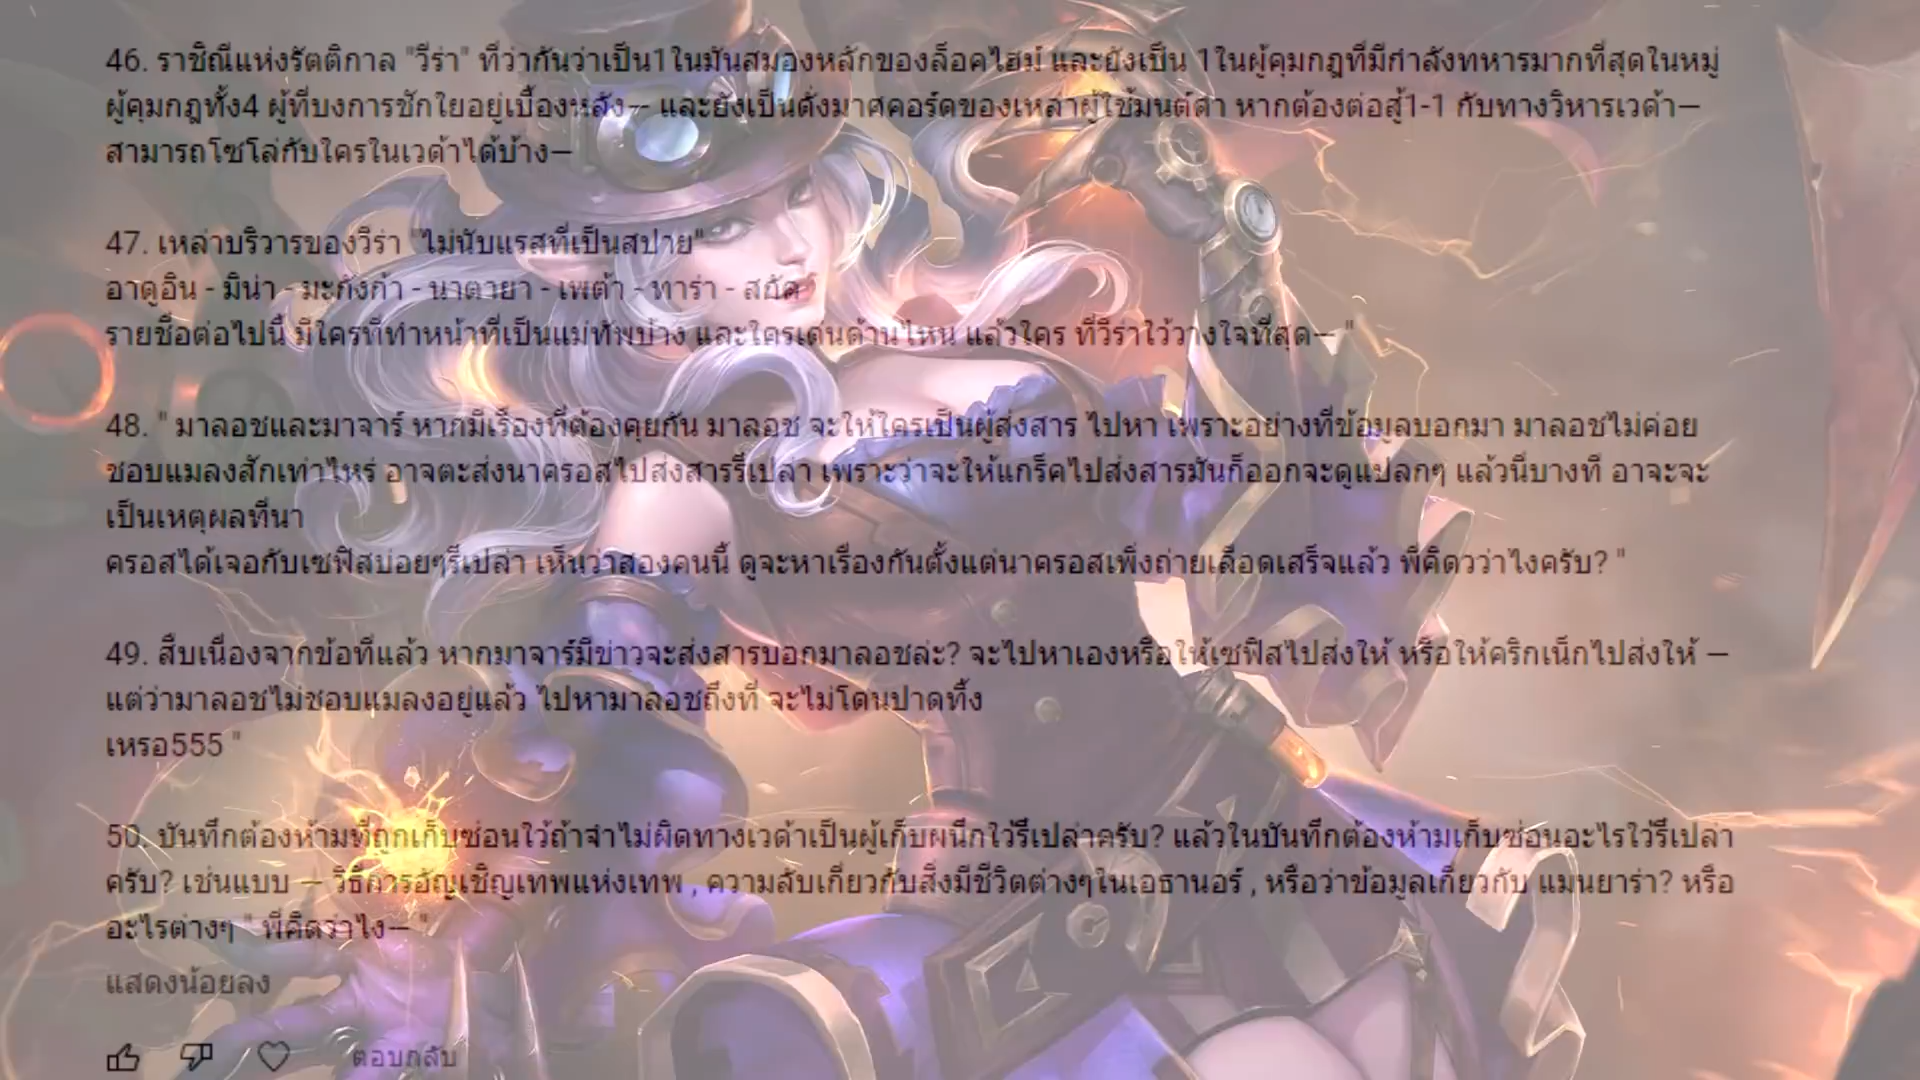 46. ราชินีแห่งรัตติกาล "วีร่า" ที่ว่ากันว่าเป็น1ในมันสมองหลักของล็อคไฮม์ และยังเป็น 1ในผู้คุมกฎที่มีกำลังทหารมากที่สุดในหมู่
ผู้คุมกฎทั้ง4 ผู้ที่บงการชักใยอยู่เบื้องหลัง-- และยังเป็นดั่งมาศคอร์ดของเหล่าผู้ใช้มนต์ดำ หากต้องต่อสู้1-1 กับทางวิหารเวด้า—
สามารถโซโล่กับใครในเวด้าได้บ้าง—
47. เหล่าบริวารของวีร่า "ไม่นับแรสที่เป็นสปาย"
อาดูอิน - มิน่า - มะกังก้า - นาตายา - เพต้า - ทาร่า - สกัด
รายชื่อต่อไปนี้ มีใครที่ทำหน้าที่เป็นแม่ทัพบ้าง และใครเด่นด้านไหน แล้วใคร ที่วีร่าไว้วางใจที่สุด— "
48. " มาลอชและมาจาร์ หากมีเรื่องที่ต้องคุยกัน มาลอช จะให้ใครเป็นผู้ส่งสาร ไปหา เพราะอย่างที่ข้อมูลบอกมา มาลอชไม่ค่อย
ชอบแมลงสักเท่าไหร่ อาจตะส่งนาครอสไปส่งสารรึเปล่า เพราะว่าจะให้แกร็คไปส่งสารมันก็ออกจะดูแปลกๆ แล้วนี่บางที อาจะจะ
เป็นเหตุผลที่นา
ครอสได้เจอกับเซฟิสบ่อยๆรึเปล่า เห็นว่าสองคนนี้ ดูจะหาเรื่องกันตั้งแต่นาครอสเพิ่งถ่ายเลือดเสร็จแล้ว พี่คิดวว่าไงครับ? "
49. สืบเนื่องจากข้อที่แล้ว หากมาจาร์มีข่าวจะส่งสารบอกมาลอชล่ะ? จะไปหาเองหรือให้เซฟิสไปส่งให้ หรือให้คริกเน็กไปส่งให้ —
แต่ว่ามาลอชไม่ชอบแมลงอยู่แล้ว ไปหามาลอชถึงที่ จะไม่โดนปาดทิ้ง
เหรอ555 "
50. บันทึกต้องห้ามที่ถูกเก็บซ่อนใว้ถ้าจำไม่ผิดทางเวด้าเป็นผู้เก็บผนึกใว้รึเปล่าครับ? แล้วในบันทึกต้องห้ามเก็บซ่อนอะไรใว้รึเปล่า
ครับ? เช่นแบบ — วิธีการอัญเชิญเทพแห่งเทพ , ความลับเกี่ยวกับสิ่งมีชีวิตต่างๆในเอธานอร์ , หรือว่าข้อมูลเกี่ยวกับ แมนยาร่า? หรือ
อะไรต่างๆ " พี่คิดว่าไง— "
แสดงน้อยลง
ตอบกลับ